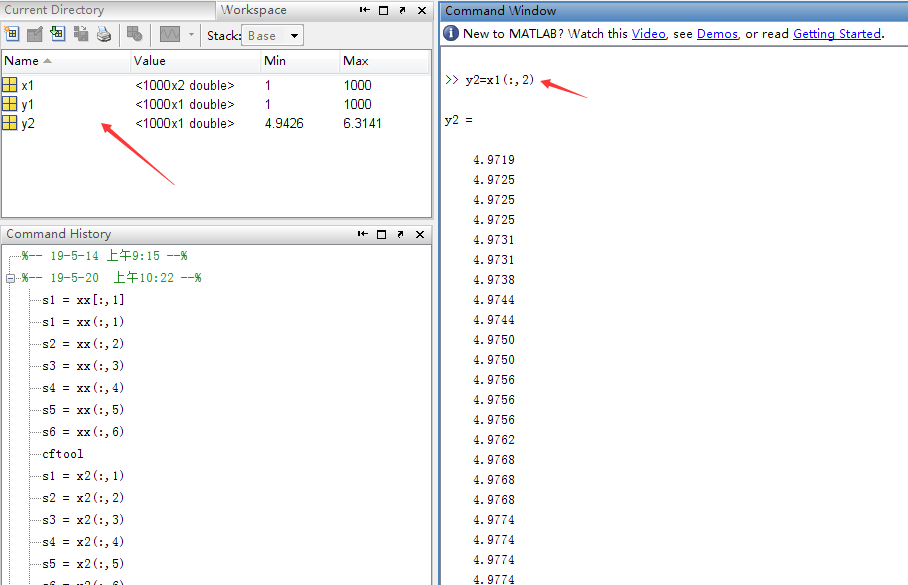 Current Directory
Workspace
Stack: Base
Name Value Min Max
x1 <1000x2 double> 1 1000
y1 <1000x1 double> 1 1000
y2 <1000x1 double> 4.9426 6.3141
Command History
%-- 19-5-14 上午9:15 --%
%-- 19-5-20 上午10:22 --%
s1 = xx[:,1]
s1 = xx(:,1)
s2 = xx(:,2)
s3 = xx(:,3)
s4 = xx(:,4)
s5 = xx(:,5)
s6 = xx(:,6)
cftool
s1 = x2(:,1)
s2 = x2(:,2)
s3 = x2(:,3)
s4 = x2(:,4)
s5 = x2(:,5)
s6 = x2(:,6)
Command Window
New to MATLAB? Watch this Video, see Demos, or read Getting Started.
>> y2=x1(:,2)
y2 =
4.9719
4.9725
4.9725
4.9725
4.9731
4.9731
4.9738
4.9744
4.9744
4.9750
4.9750
4.9756
4.9756
4.9756
4.9762
4.9768
4.9768
4.9768
4.9774
4.9774
4.9774
4.9774